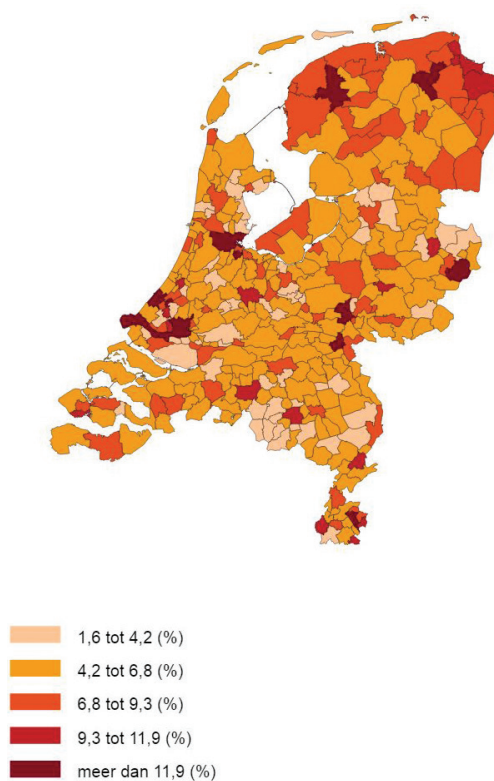 1,6 tot 4,2 (%)
4,2 tot 6,8 (%)
6,8 tot 9,3 (%)
9,3 tot 11,9 (%)
meer dan 11,9 (%)